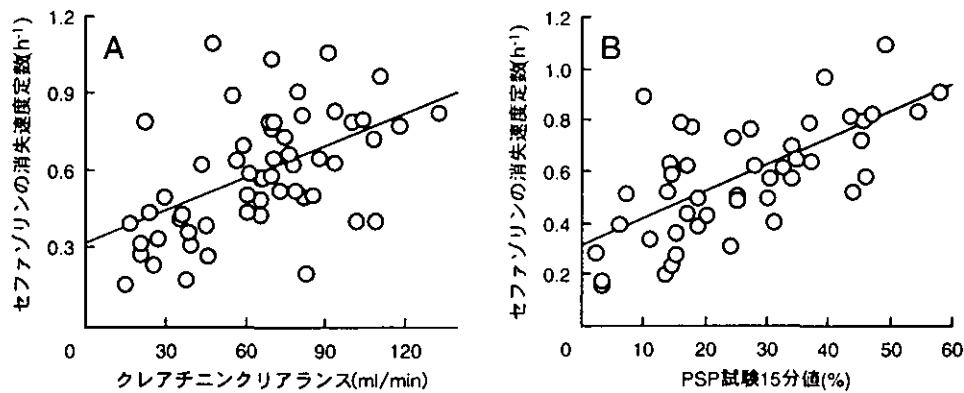 A
セファゾリンの消失速度定数(h⁻¹)
1.2
0.9
0.6
0.3
0 30 60 90 120
クレアチニンクリアランス(ml/min)
B
セファゾリンの消失速度定数(h⁻¹)
1.2
1.0
0.8
0.6
0.4
0.2
0 10 20 30 40 50 60
PSP試験15分値(%)